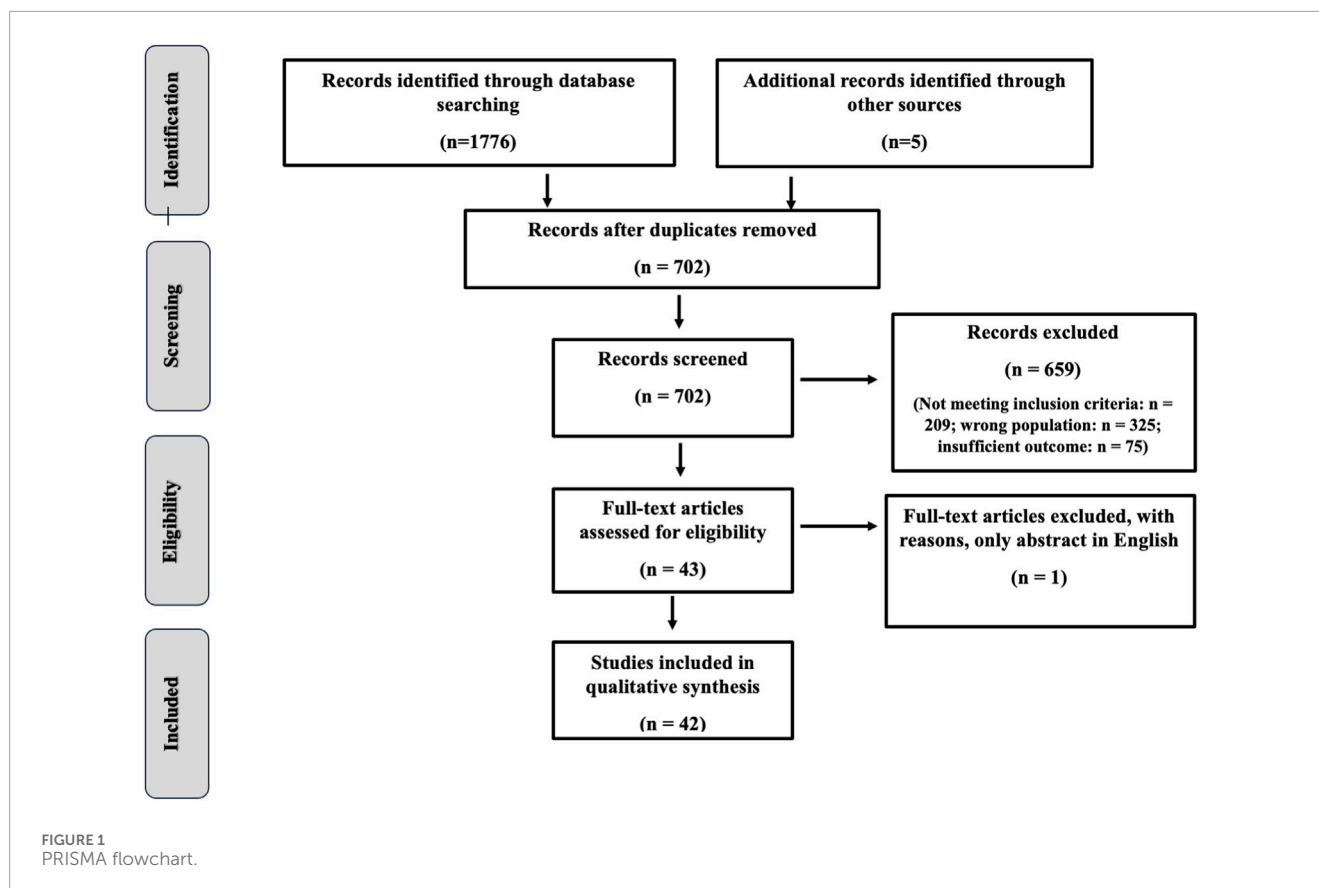 Identification
Records identified through database
searching
(n=1776)
Additional records identified through
other sources
(n=5)
Records after duplicates removed
(n = 702)
Screening
Records screened
(n = 702)
Records excluded
(n = 659)
(Not meeting inclusion criteria: n =
209; wrong population: n = 325;
insufficient outcome: n = 75)
Eligibility
Full-text articles
assessed for eligibility
(n = 43)
Full-text articles excluded, with
reasons, only abstract in English
(n = 1)
Included
Studies included in
qualitative synthesis
(n = 42)
FIGURE 1
PRISMA flowchart.